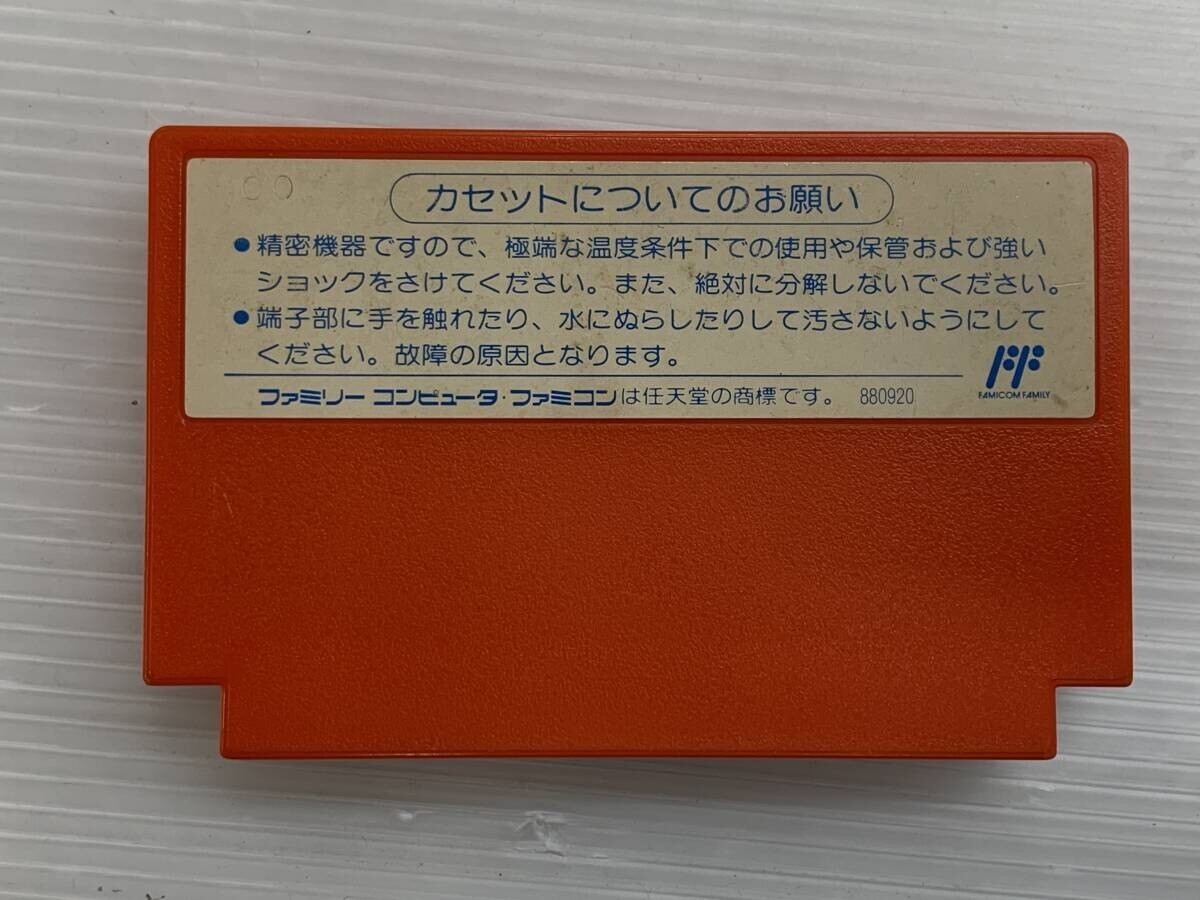 カセットについてのお願い
●精密機器ですので、極端な温度条件下での使用や保管および強い
ショックをさけてください。また、絶対に分解しないでください。
●端子部に手を触れたり、水にぬらしたりして汚さないようにして
ください。故障の原因となります。
ファミリー コンピュータ・ファミコンは任天堂の商標です。 880920
FAMICOM FAMILY